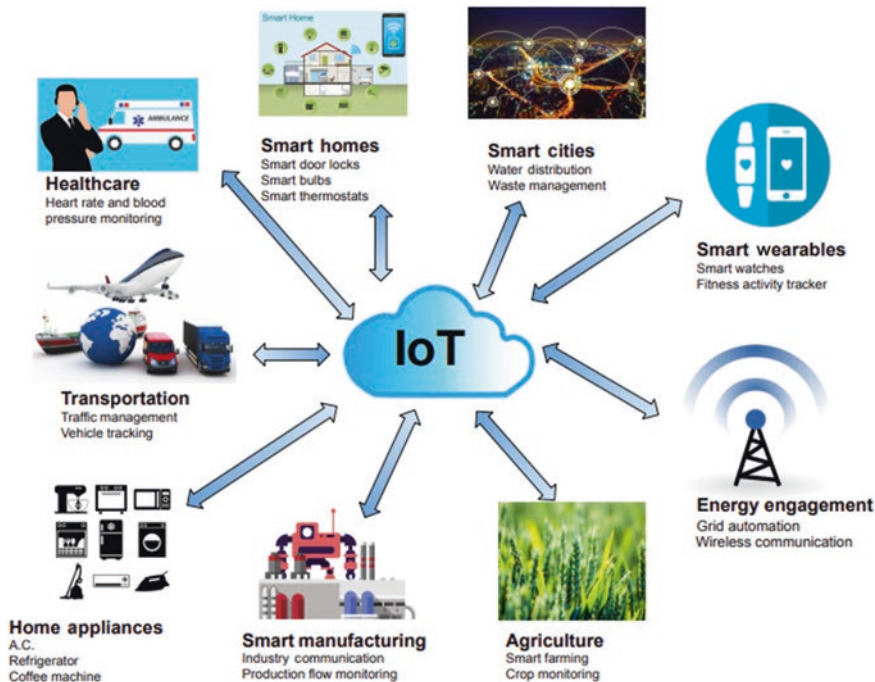 Smart Home
AMBULANCE
Healthcare
Heart rate and blood
pressure monitoring
Smart homes
Smart door locks
Smart bulbs
Smart thermostats
Smart cities
Water distribution
Waste management
Smart wearables
Smart watches
Fitness activity tracker
IoT
Transportation
Traffic management
Vehicle tracking
Energy engagement
Grid automation
Wireless communication
Home appliances
A.C.
Refrigerator
Coffee machine
Smart manufacturing
Industry communication
Production flow monitoring
Agriculture
Smart farming
Crop monitoring